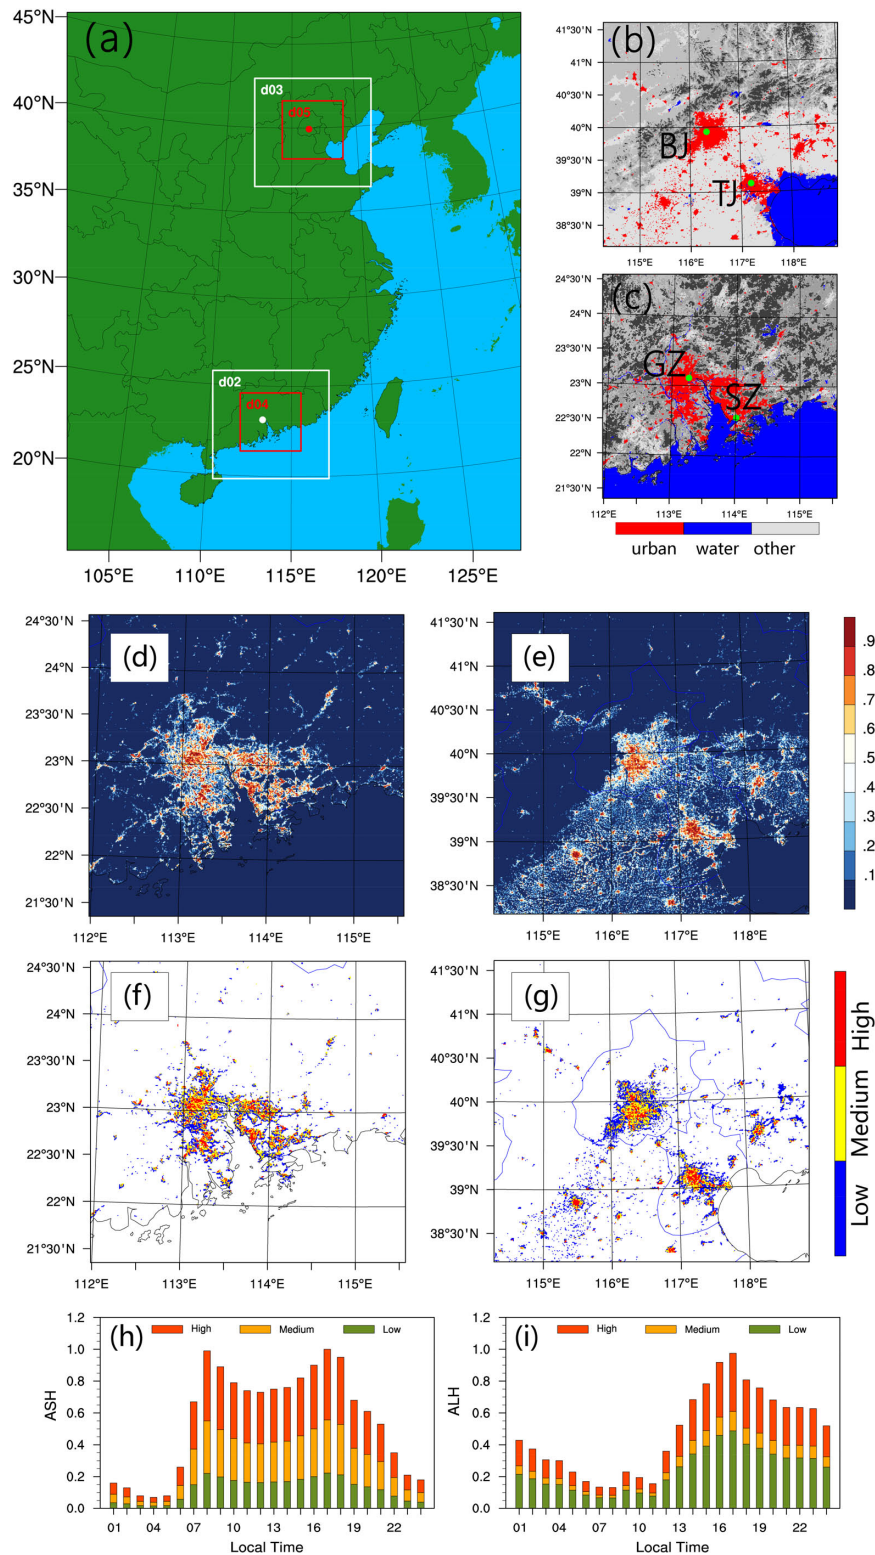 (a)
45°N
40°N
35°N
30°N
25°N
20°N
d03
d05
d02
d04
105°E 110°E 115°E 120°E 125°E
(b)
41°30'N
41°N
40°30'N
40°N
39°30'N
39°N
38°30'N
BJ
TJ
115°E 116°E 117°E 118°E
(c)
24°30'N
24°N
23°30'N
23°N
22°30'N
22°N
21°30'N
GZ
SZ
112°E 113°E 114°E 115°E
urban water other
(d)
24°30'N
24°N
23°30'N
23°N
22°30'N
22°N
21°30'N
112°E 113°E 114°E 115°E
(e)
41°30'N
41°N
40°30'N
40°N
39°30'N
39°N
38°30'N
115°E 116°E 117°E 118°E
.9
.8
.7
.6
.5
.4
.3
.2
.1
(f)
24°30'N
24°N
23°30'N
23°N
22°30'N
22°N
21°30'N
112°E 113°E 114°E 115°E
(g)
41°30'N
41°N
40°30'N
40°N
39°30'N
39°N
38°30'N
115°E 116°E 117°E 118°E
High
Medium
Low
(h)
High Medium Low
1.2
1.0
0.8
0.6
0.4
0.2
0.0
ASH
01 04 07 10 13 16 19 22
Local Time
(i)
High Medium Low
1.2
1.0
0.8
0.6
0.4
0.2
0.0
ALH
01 04 07 10 13 16 19 22
Local Time